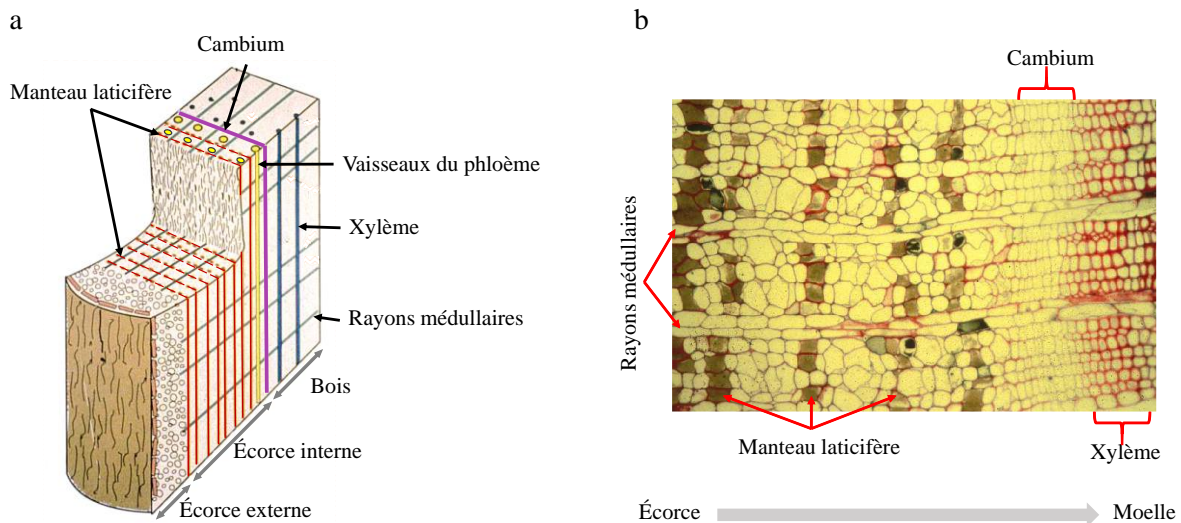 a
Cambium
Manteau laticifère
Vaisseaux du phloème
Xylème
Rayons médullaires
Bois
Écorce interne
Écorce externe
b
Cambium
Rayons médullaires
Manteau laticifère
Xylème
Écorce
Moelle